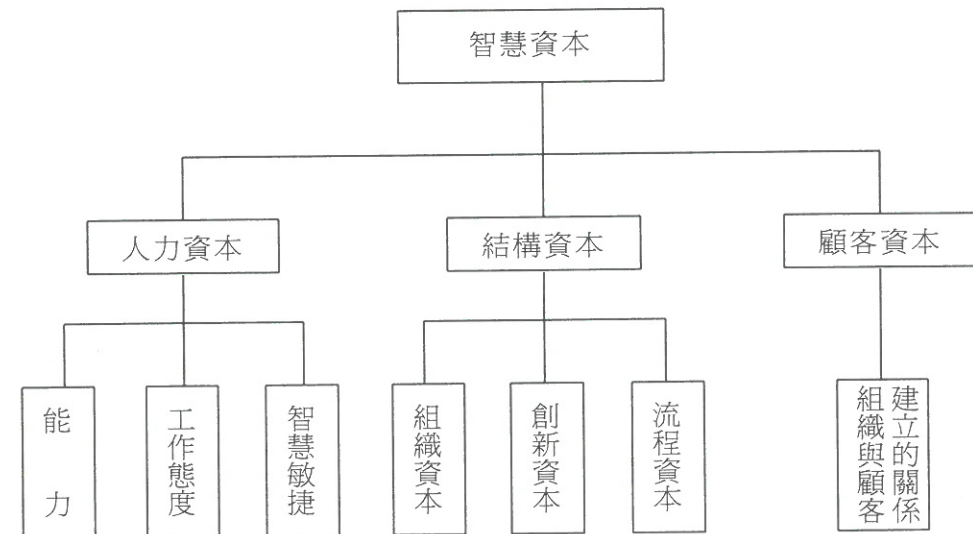 智慧資本
人力資本
結構資本
顧客資本
能力
工作態度
智慧敏捷
組織資本
創新資本
流程資本
組織與顧客
建立的關係